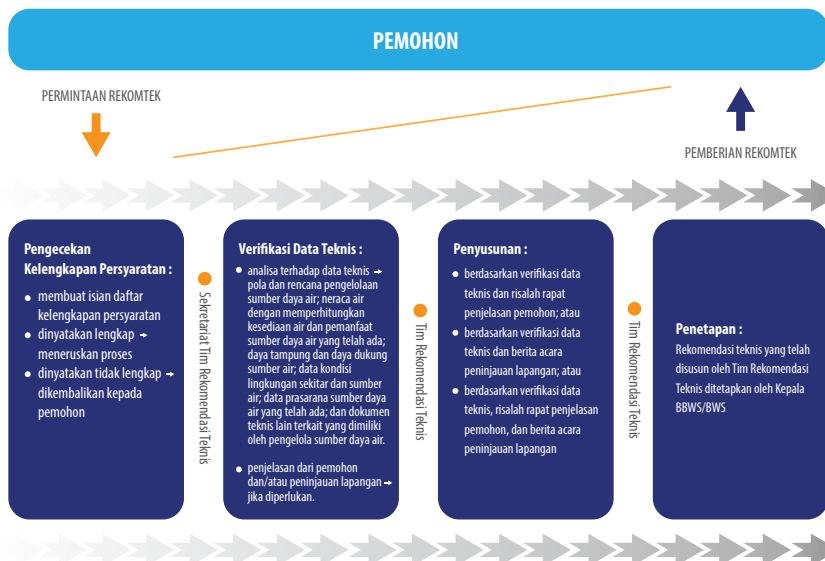 PEMOHON
PERMINTAAN REKOMTEK
PEMBERIAN REKOMTEK
Pengecekan
Kelengkapan Persyaratan :
• membuat isian daftar
kelengkapan persyaratan
• dinyatakan lengkap →
meneruskan proses
• dinyatakan tidak lengkap →
dikembalikan kepada
pemohon
Sekretariat Tim Rekomendasi Teknis
Verifikasi Data Teknis :
• analisa terhadap data teknis →
pola dan rencana pengelolaan
sumber daya air; neraca air
dengan memperhitungkan
kesediaan air dan pemanfaat
sumber daya air yang telah ada;
daya tampung dan daya dukung
sumber air; data kondisi
lingkungan sekitar dan sumber
air; data prasarana sumber daya
air yang telah ada; dan dokumen
teknis lain terkait yang dimiliki
oleh pengelola sumber daya air.
• penjelasan dari pemohon
dan/atau peninjauan lapangan →
jika diperlukan.
Tim Rekomendasi Teknis
Penyusunan :
• berdasarkan verifikasi data
teknis dan risalah rapat
penjelasan pemohon; atau
• berdasarkan verifikasi data
teknis dan berita acara
peninjauan lapangan; atau
• berdasarkan verifikasi data
teknis, risalah rapat penjelasan
pemohon, dan berita acara
peninjauan lapangan
Tim Rekomendasi Teknis
Penetapan :
Rekomendasi teknis yang telah
disusun oleh Tim Rekomendasi
Teknis ditetapkan oleh Kepala
BBWS/BWS